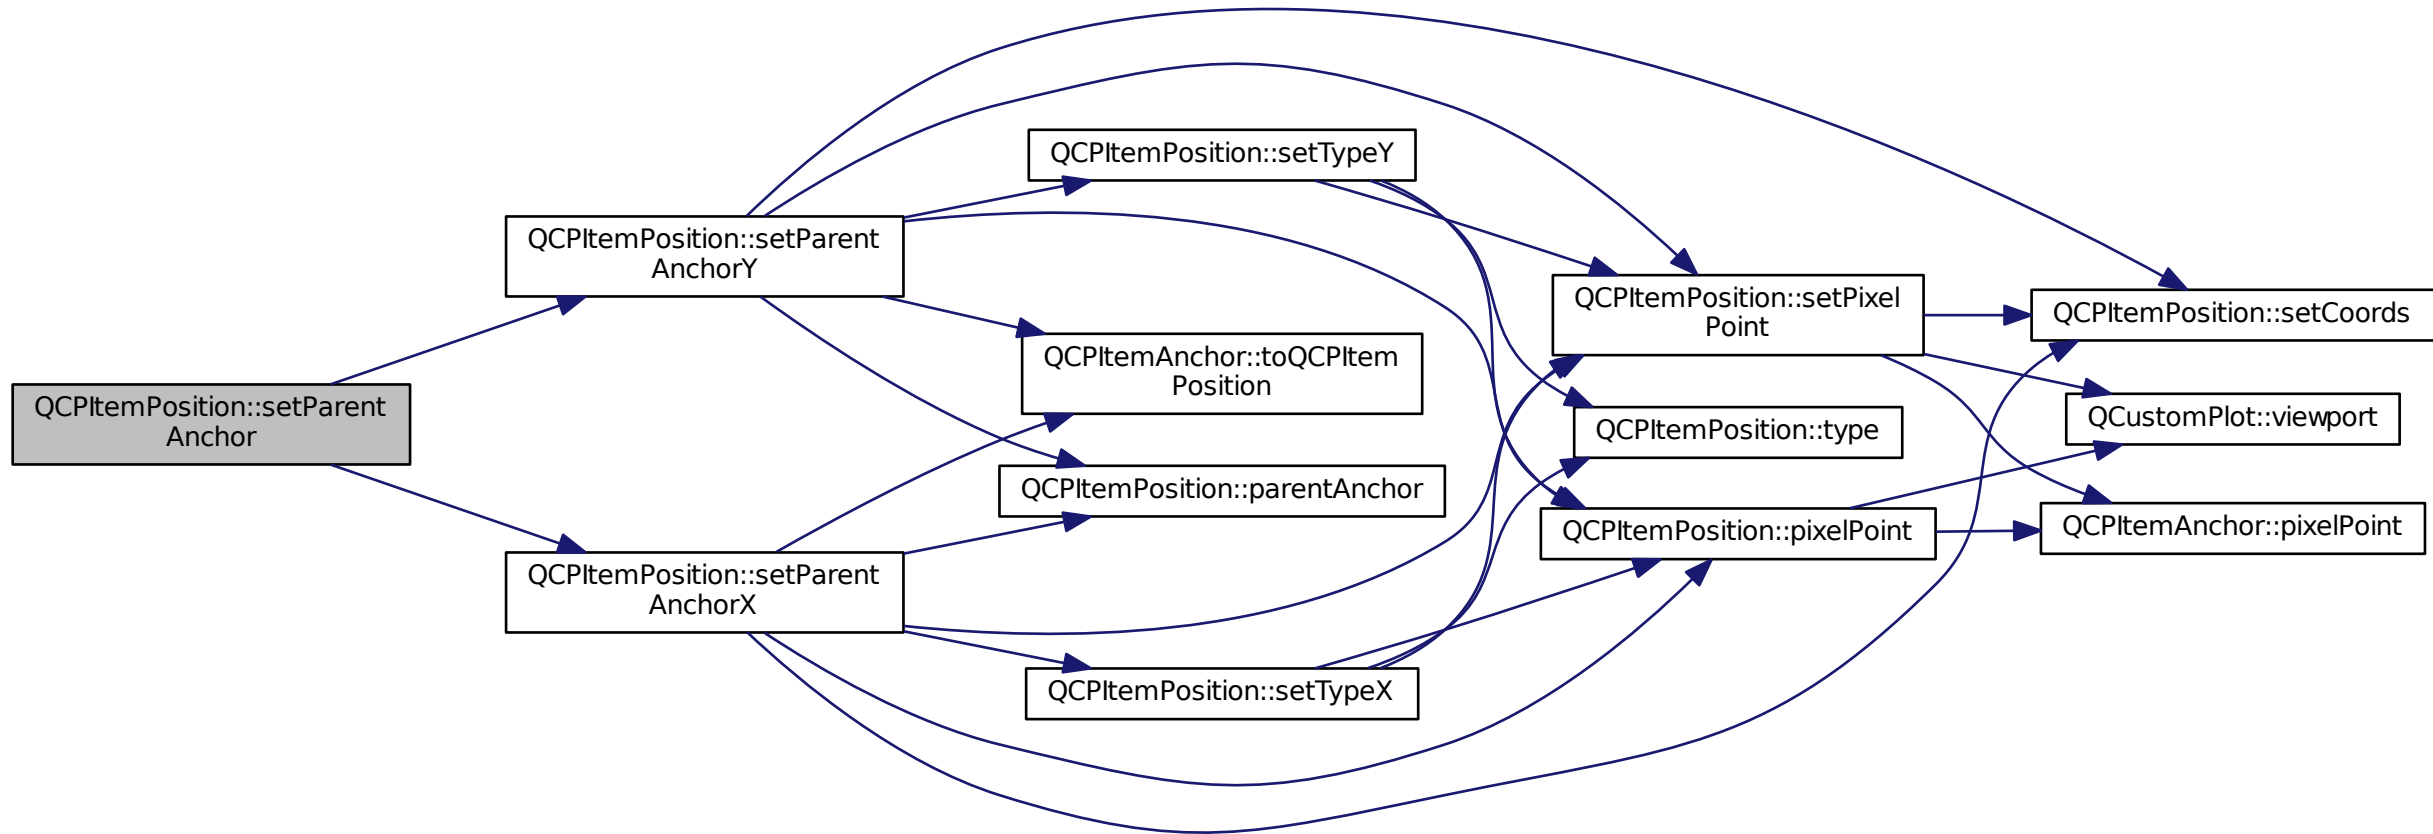 QCPItemPosition::setParent
Anchor
QCPItemPosition::setParent
AnchorY
QCPItemPosition::setParent
AnchorX
QCPItemPosition::setTypeY
QCPItemAnchor::toQCPItem
Position
QCPItemPosition::parentAnchor
QCPItemPosition::setTypeX
QCPItemPosition::setPixel
Point
QCPItemPosition::type
QCPItemPosition::pixelPoint
QCPItemPosition::setCoords
QCustomPlot::viewport
QCPItemAnchor::pixelPoint